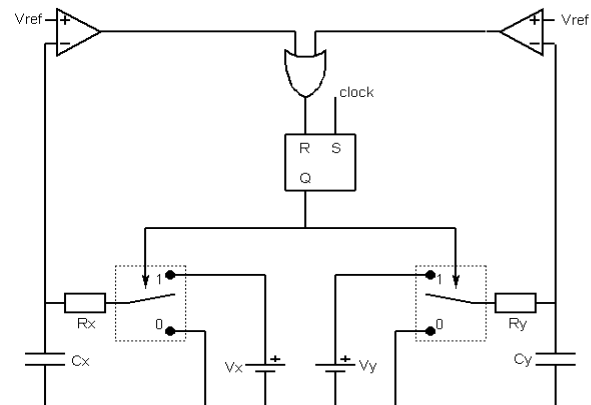 Vref + + Vref
− −
clock
R S
Q
1 1
0 0
Rx Ry
Cx Vx + + Vy Cy